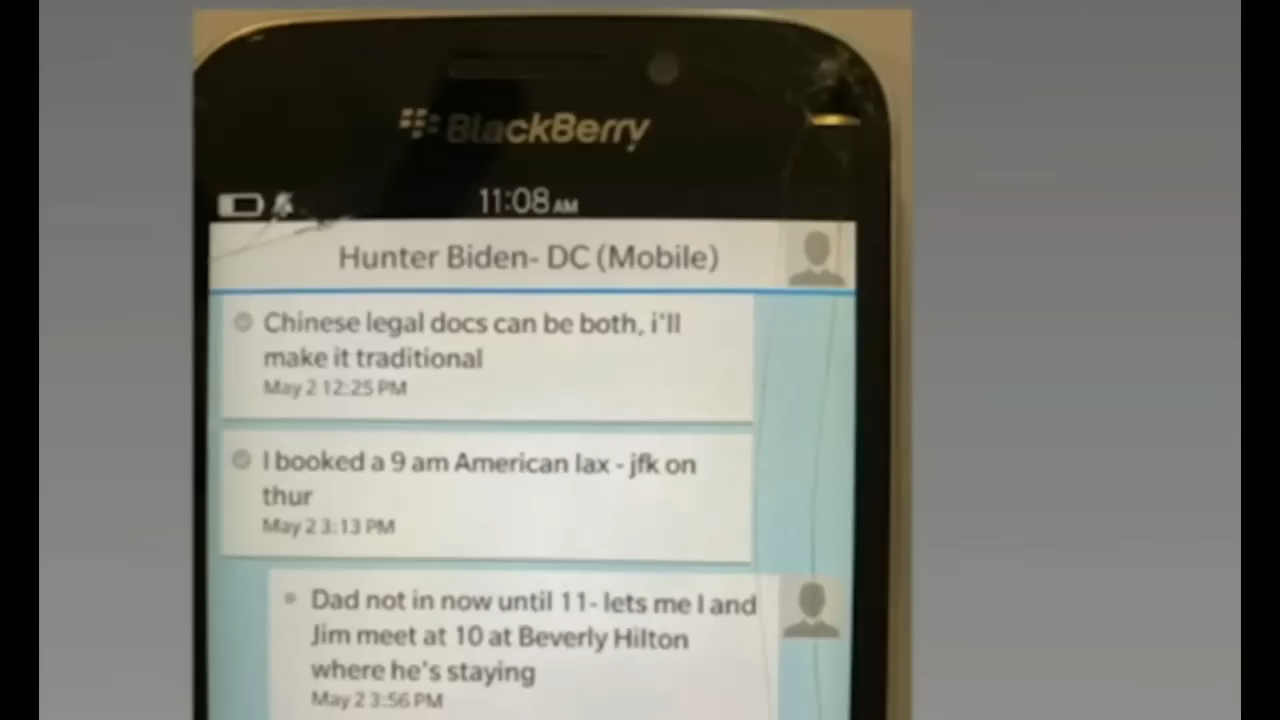 BlackBerry
11:08 AM
Hunter Biden- DC (Mobile)
Chinese legal docs can be both, i'll
make it traditional
May 2 12:25 PM
I booked a 9 am American lax - jfk on
thur
May 2 3:13 PM
Dad not in now until 11- lets me I and
Jim meet at 10 at Beverly Hilton
where he's staying
May 2 3:56 PM